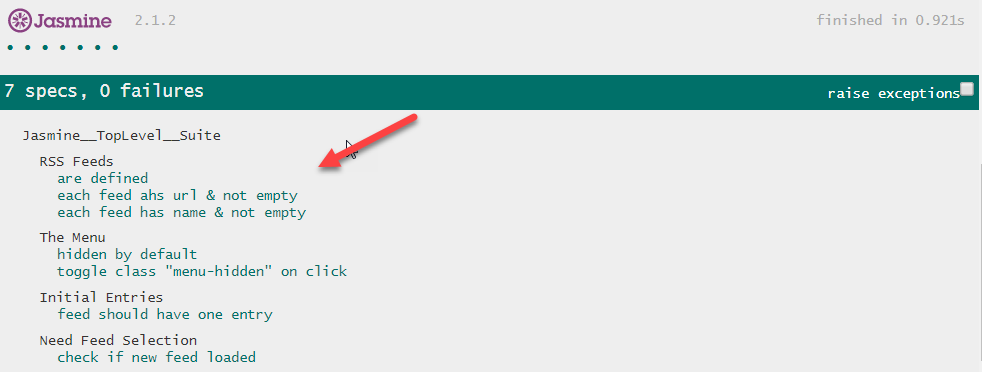 Jasmine 2.1.2 finished in 0.921s
7 specs, 0 failures raise exceptions
Jasmine__TopLevel__Suite
RSS Feeds
are defined
each feed ahs url & not empty
each feed has name & not empty
The Menu
hidden by default
toggle class "menu-hidden" on click
Initial Entries
feed should have one entry
Need Feed Selection
check if new feed loaded